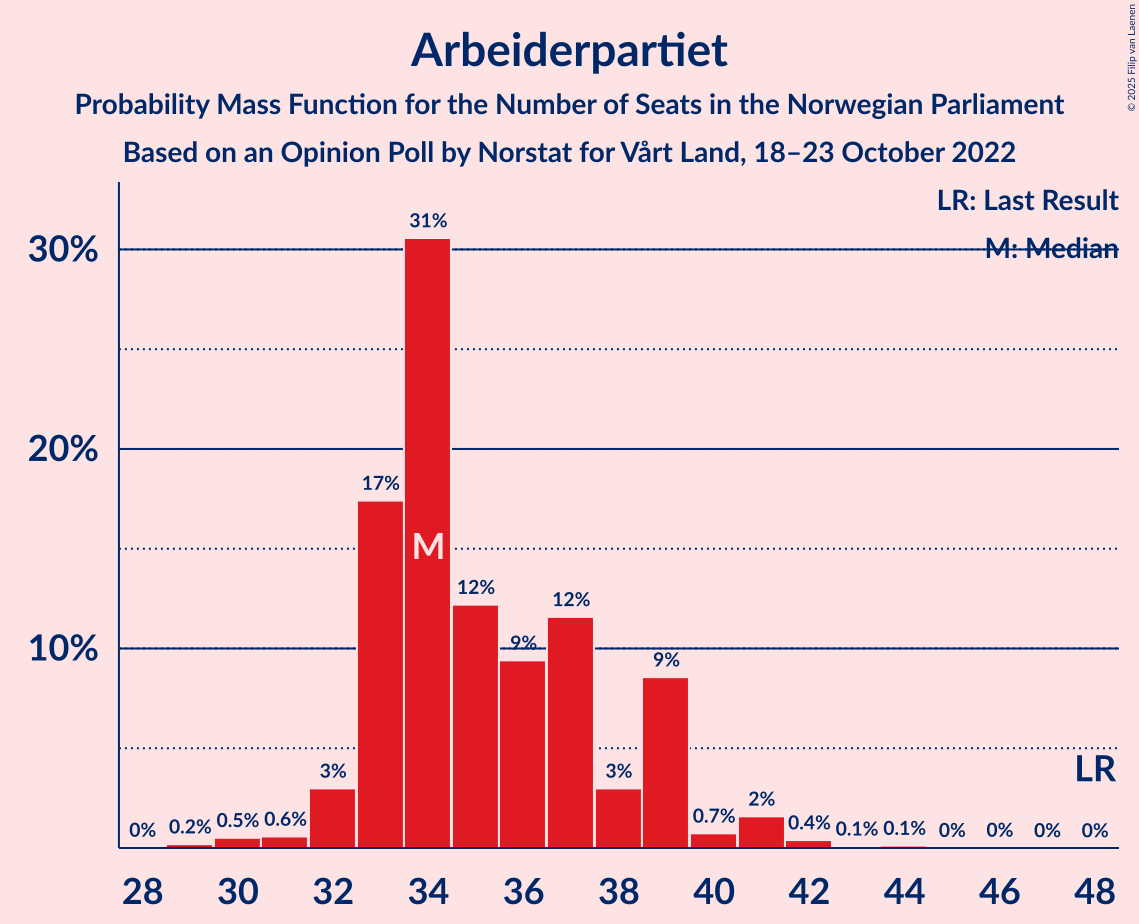 Arbeiderpartiet
Probability Mass Function for the Number of Seats in the Norwegian Parliament
Based on an Opinion Poll by Norstat for Vårt Land, 18–23 October 2022
© 2025 Filip van Laenen
LR: Last Result
M: Median
30%
20%
10%
31%
17%
M
12%
9%
12%
9%
3%
3%
0%
0.2%
0.5%
0.6%
0.7%
2%
0.4%
0.1%
0.1%
0%
0%
0%
0%
LR
28 30 32 34 36 38 40 42 44 46 48